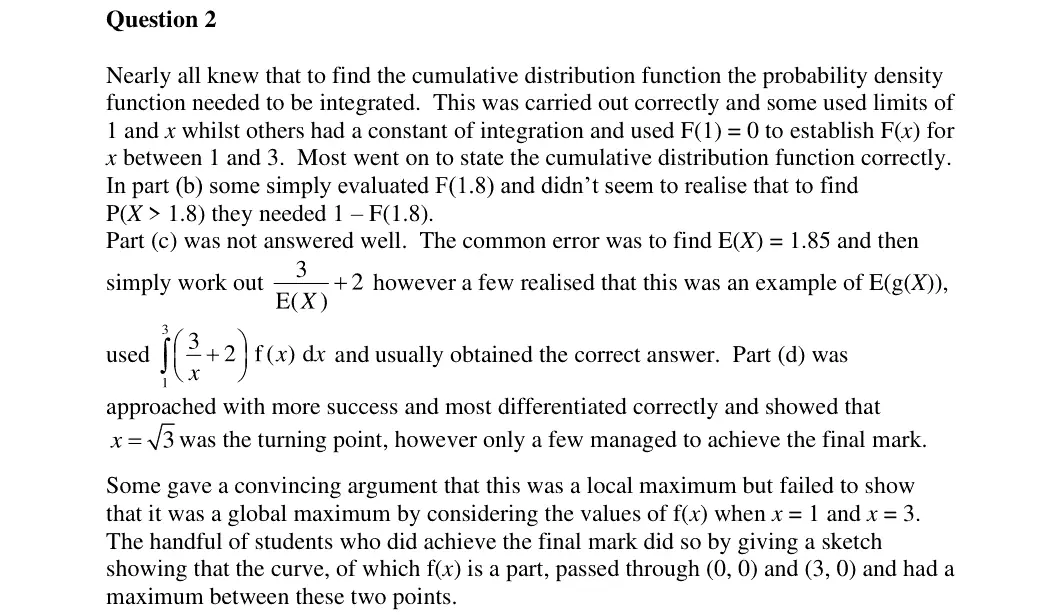 Question 2
Nearly all knew that to find the cumulative distribution function the probability density
function needed to be integrated.  This was carried out correctly and some used limits of
1 and x whilst others had a constant of integration and used F(1) = 0 to establish F(x) for
x between 1 and 3.  Most went on to state the cumulative distribution function correctly.
In part (b) some simply evaluated F(1.8) and didn’t seem to realise that to find
P(X > 1.8) they needed 1 – F(1.8).
Part (c) was not answered well.  The common error was to find E(X) = 1.85 and then
simply work out 3/E(X) + 2 however a few realised that this was an example of E(g(X)),
used ∫₁³ (3/x + 2) f(x) dx and usually obtained the correct answer.  Part (d) was
approached with more success and most differentiated correctly and showed that
x = √3 was the turning point, however only a few managed to achieve the final mark.
Some gave a convincing argument that this was a local maximum but failed to show
that it was a global maximum by considering the values of f(x) when x = 1 and x = 3.
The handful of students who did achieve the final mark did so by giving a sketch
showing that the curve, of which f(x) is a part, passed through (0, 0) and (3, 0) and had a
maximum between these two points.